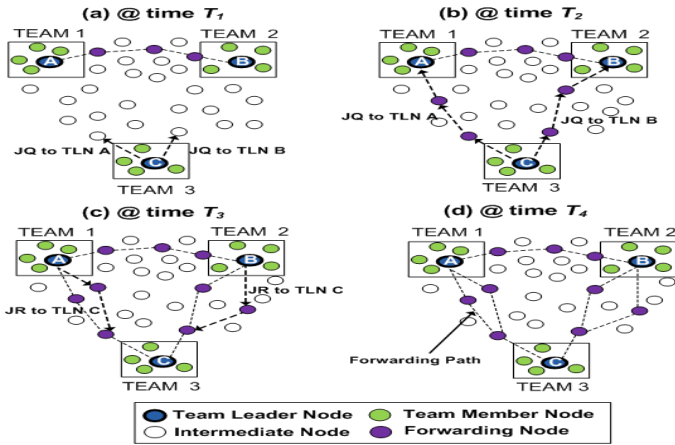 (a) @ time T1
TEAM 1
TEAM 2
A
B
JQ to TLN A
JQ to TLN B
C
TEAM 3
(b) @ time T2
TEAM 1
TEAM 2
A
B
JQ to TLN A
JQ to TLN B
C
TEAM 3
(c) @ time T3
TEAM 1
TEAM 2
A
B
JR to TLN C
JR to TLN C
C
TEAM 3
(d) @ time T4
TEAM 1
TEAM 2
A
B
Forwarding Path
C
TEAM 3
Team Leader Node
Team Member Node
Intermediate Node
Forwarding Node